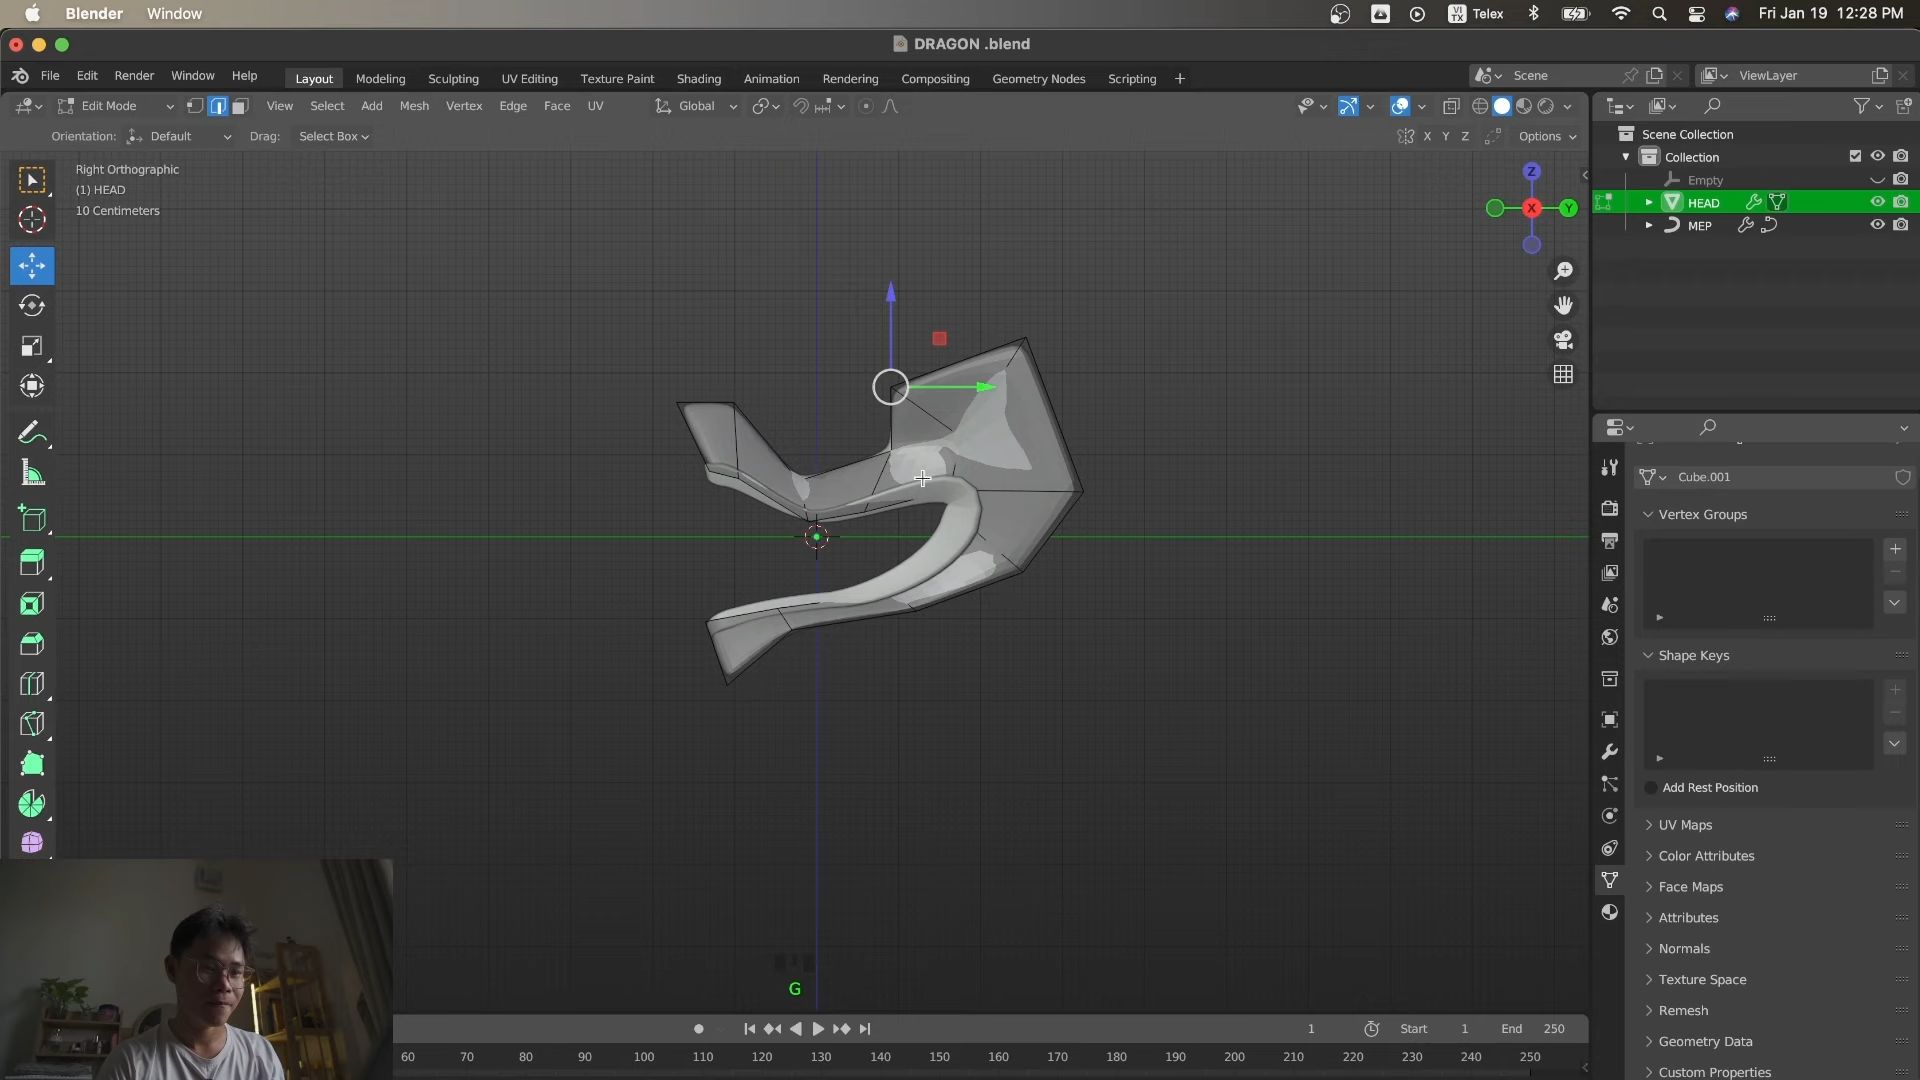 Blender Window
VI TX Telex Fri Jan 19 12:28 PM
DRAGON .blend
File Edit Render Window Help Layout Modeling Sculpting UV Editing Texture Paint Shading Animation Rendering Compositing Geometry Nodes Scripting Scene ViewLayer
Edit Mode View Select Add Mesh Vertex Edge Face UV Global
Orientation: Default Drag: Select Box X Y Z Options
Right Orthographic
(1) HEAD
10 Centimeters
Z
X
Y
Scene Collection
Collection
Empty
HEAD
MEP
Cube.001
Vertex Groups
Shape Keys
Add Rest Position
UV Maps
Color Attributes
Face Maps
Attributes
Normals
Texture Space
Remesh
Geometry Data
Custom Properties
G
1 Start 1 End 250
60 70 80 90 100 110 120 130 140 150 160 170 180 190 200 210 220 230 240 250